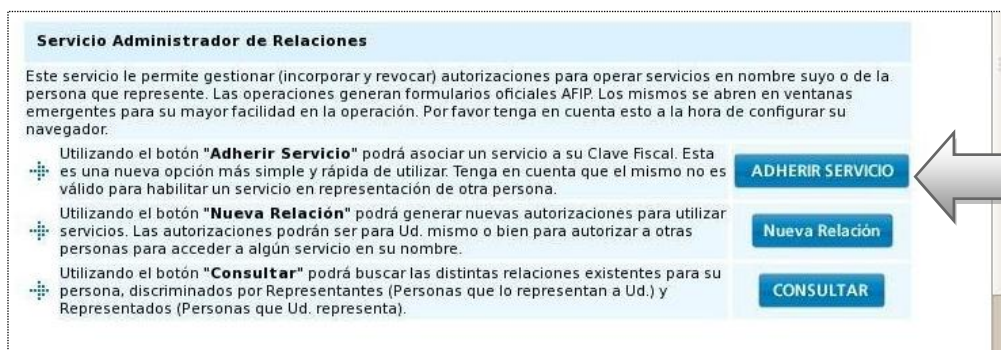 Servicio Administrador de Relaciones
Este servicio le permite gestionar (incorporar y revocar) autorizaciones para operar servicios en nombre suyo o de la
persona que represente. Las operaciones generan formularios oficiales AFIP. Los mismos se abren en ventanas
emergentes para su mayor facilidad en la operación. Por favor tenga en cuenta esto a la hora de configurar su
navegador.
Utilizando el botón "Adherir Servicio" podrá asociar un servicio a su Clave Fiscal. Esta
es una nueva opción más simple y rápida de utilizar. Tenga en cuenta que el mismo no es
válido para habilitar un servicio en representación de otra persona.
ADHERIR SERVICIO
Utilizando el botón "Nueva Relación" podrá generar nuevas autorizaciones para utilizar
servicios. Las autorizaciones podrán ser para Ud. mismo o bien para autorizar a otras
personas para acceder a algún servicio en su nombre.
Nueva Relación
Utilizando el botón "Consultar" podrá buscar las distintas relaciones existentes para su
persona, discriminados por Representantes (Personas que lo representan a Ud.) y
Representados (Personas que Ud. representa).
CONSULTAR